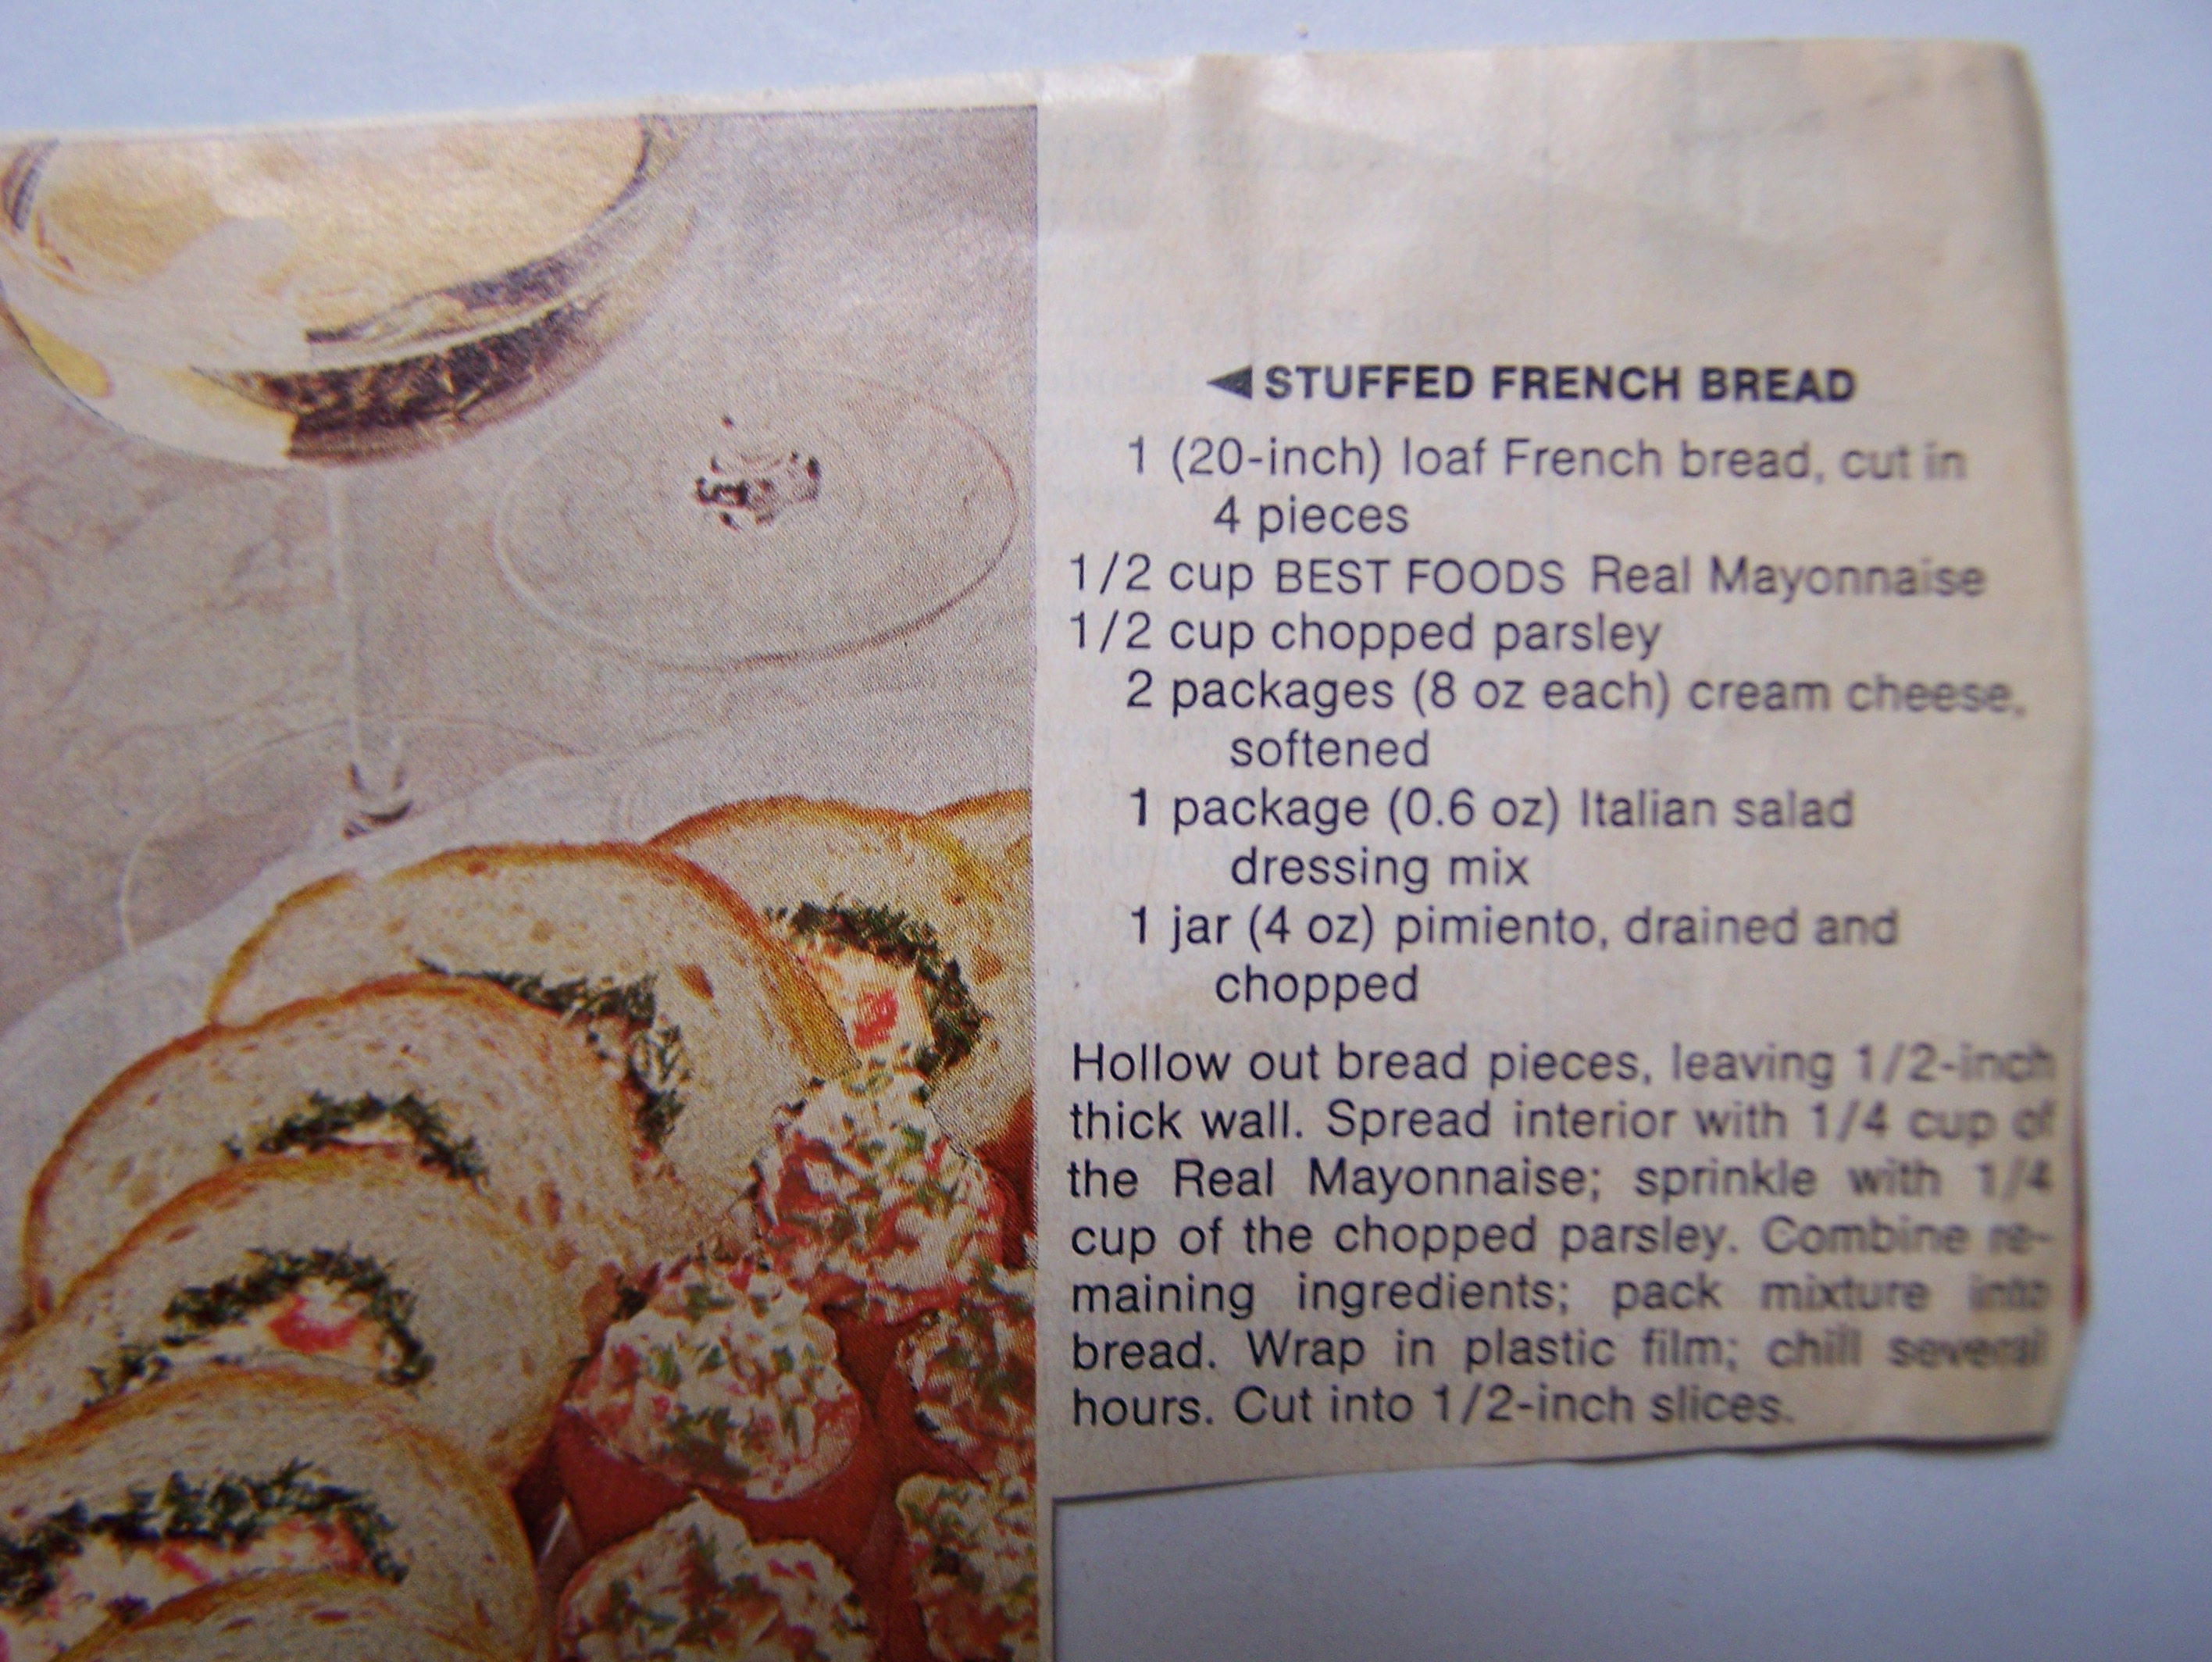 ◀ STUFFED FRENCH BREAD
1 (20-inch) loaf French bread, cut in
4 pieces
1/2 cup BEST FOODS Real Mayonnaise
1/2 cup chopped parsley
2 packages (8 oz each) cream cheese,
softened
1 package (0.6 oz) Italian salad
dressing mix
1 jar (4 oz) pimiento, drained and
chopped
Hollow out bread pieces, leaving 1/2-inch
thick wall. Spread interior with 1/4 cup of
the Real Mayonnaise; sprinkle with 1/4
cup of the chopped parsley. Combine re-
maining ingredients; pack mixture into
bread. Wrap in plastic film; chill several
hours. Cut into 1/2-inch slices.